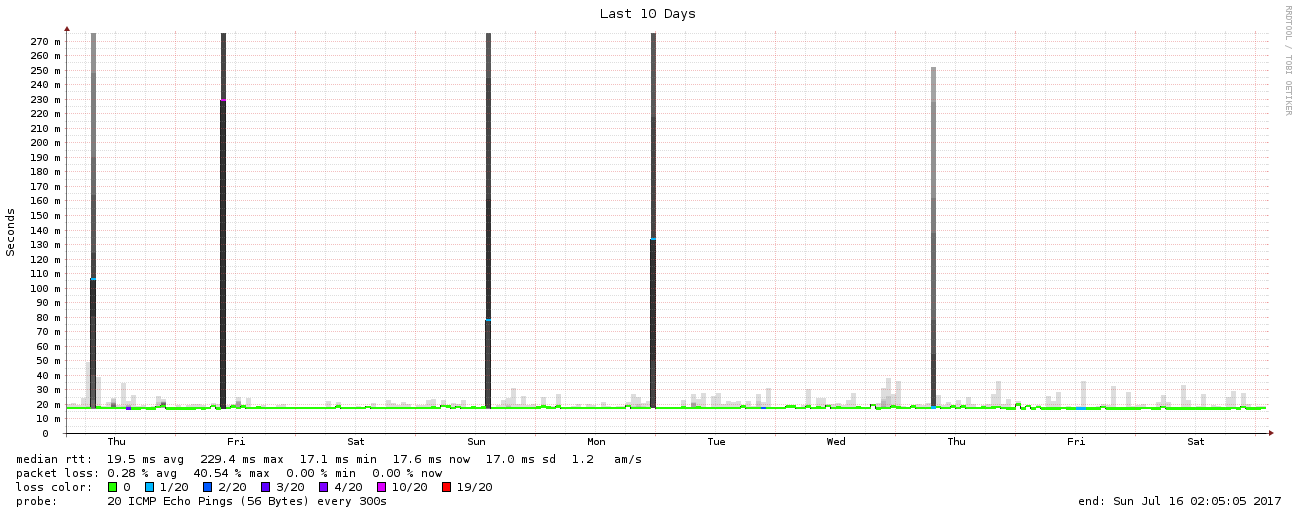 Last 10 Days
RRDTOOL / TOBI OETIKER
Seconds
270 m
260 m
250 m
240 m
230 m
220 m
210 m
200 m
190 m
180 m
170 m
160 m
150 m
140 m
130 m
120 m
110 m
100 m
90 m
80 m
70 m
60 m
50 m
40 m
30 m
20 m
10 m
0
Thu Fri Sat Sun Mon Tue Wed Thu Fri Sat
median rtt: 19.5 ms avg 229.4 ms max 17.1 ms min 17.6 ms now 17.0 ms sd 1.2 am/s
packet loss: 0.28 % avg 40.54 % max 0.00 % min 0.00 % now
loss color: 0 1/20 2/20 3/20 4/20 10/20 19/20
probe: 20 ICMP Echo Pings (56 Bytes) every 300s end: Sun Jul 16 02:05:05 2017